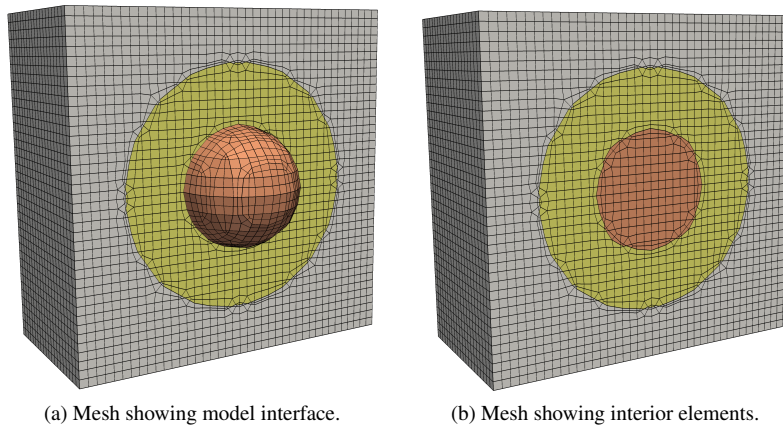 (a) Mesh showing model interface.
(b) Mesh showing interior elements.